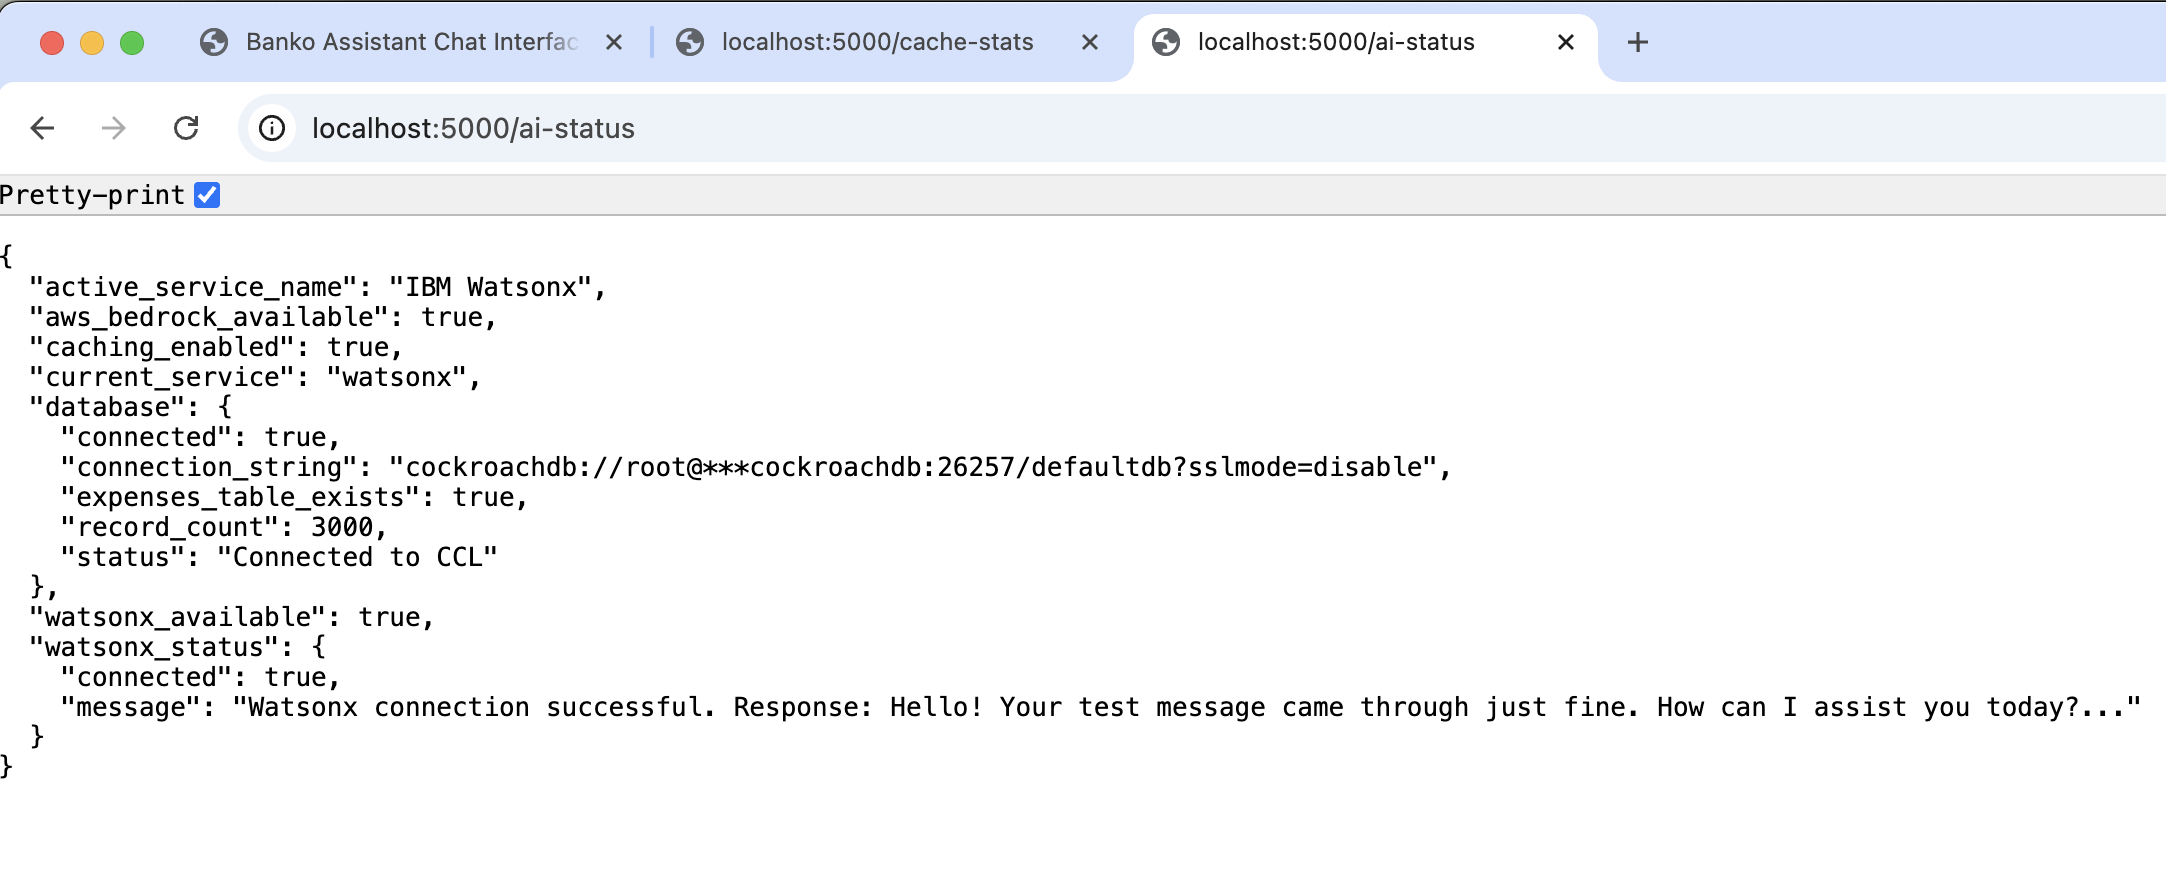 Banko Assistant Chat Interfac
localhost:5000/cache-stats
localhost:5000/ai-status
localhost:5000/ai-status
Pretty-print
{
  "active_service_name": "IBM Watsonx",
  "aws_bedrock_available": true,
  "caching_enabled": true,
  "current_service": "watsonx",
  "database": {
    "connected": true,
    "connection_string": "cockroachdb://root@***cockroachdb:26257/defaultdb?sslmode=disable",
    "expenses_table_exists": true,
    "record_count": 3000,
    "status": "Connected to CCL"
  },
  "watsonx_available": true,
  "watsonx_status": {
    "connected": true,
    "message": "Watsonx connection successful. Response: Hello! Your test message came through just fine. How can I assist you today?..."
  }
}